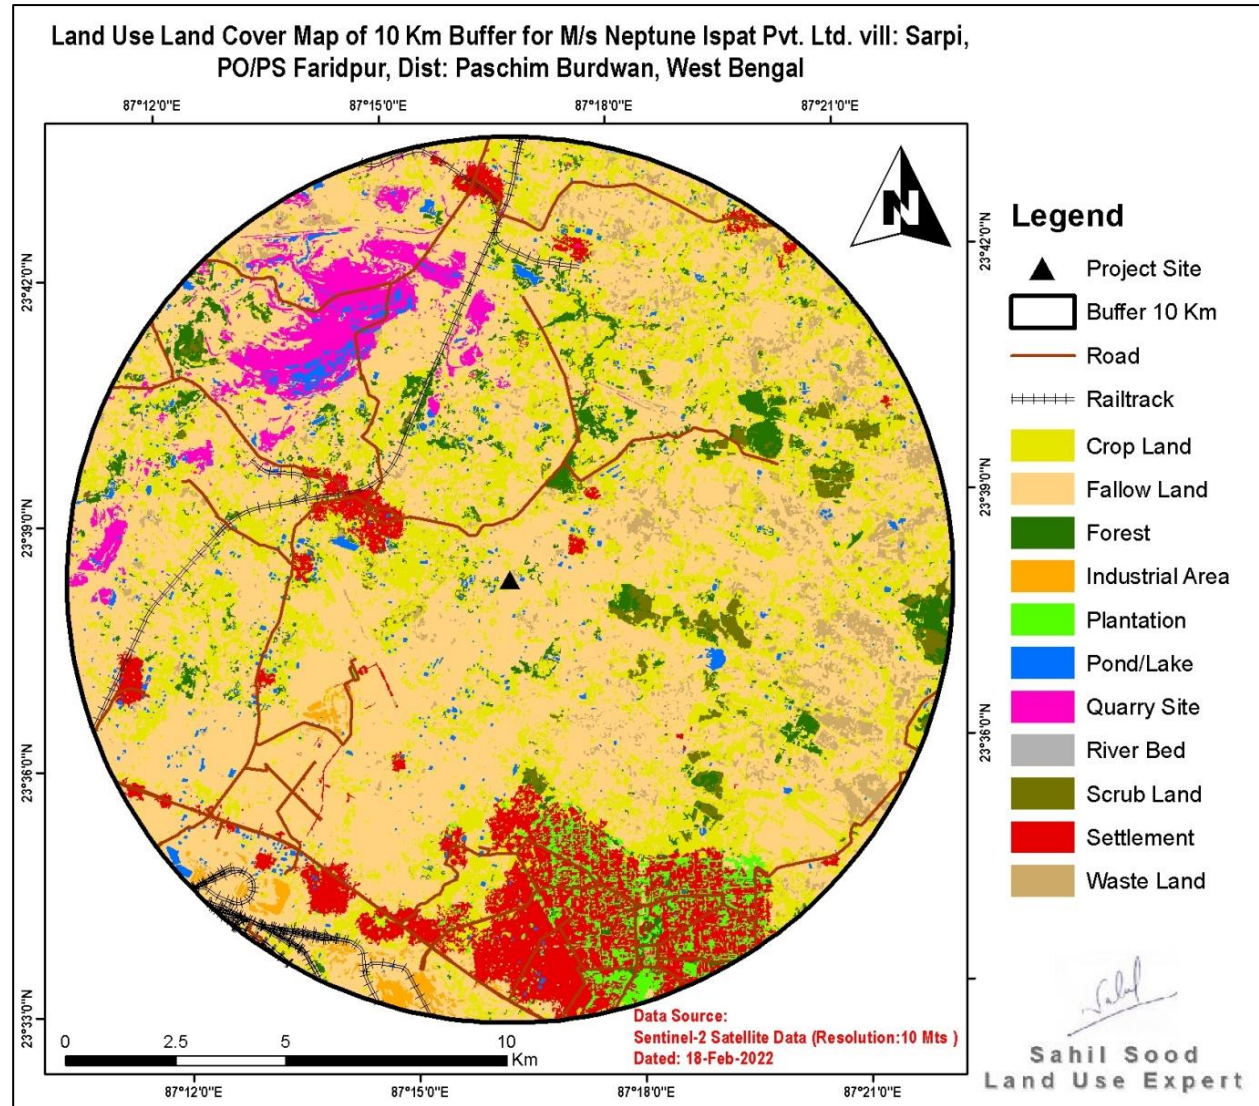 Land Use Land Cover Map of 10 Km Buffer for M/s Neptune Ispat Pvt. Ltd. vill: Sarpi,
PO/PS Faridpur, Dist: Paschim Burdwan, West Bengal
87°12'0"E
87°15'0"E
87°18'0"E
87°21'0"E
N
23°42'0"N
23°42'0"N
23°39'0"N
23°39'0"N
23°36'0"N
23°36'0"N
23°33'0"N
Legend
Project Site
Buffer 10 Km
Road
Railtrack
Crop Land
Fallow Land
Forest
Industrial Area
Plantation
Pond/Lake
Quarry Site
River Bed
Scrub Land
Settlement
Waste Land
Data Source:
Sentinel-2 Satellite Data (Resolution:10 Mts )
Dated: 18-Feb-2022
0 2.5 5 10
Km
87°12'0"E
87°15'0"E
87°18'0"E
87°21'0"E
Sahil Sood
Land Use Expert